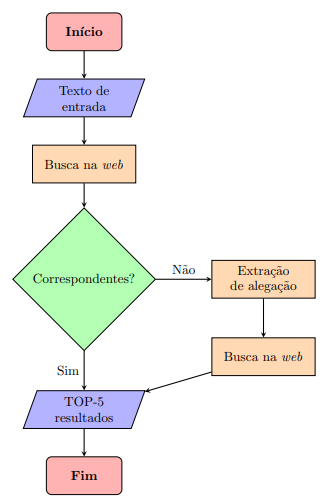 Início
Texto de
entrada
Busca na web
Correspondentes?
Não
Extração
de alegação
Busca na web
Sim
TOP-5
resultados
Fim